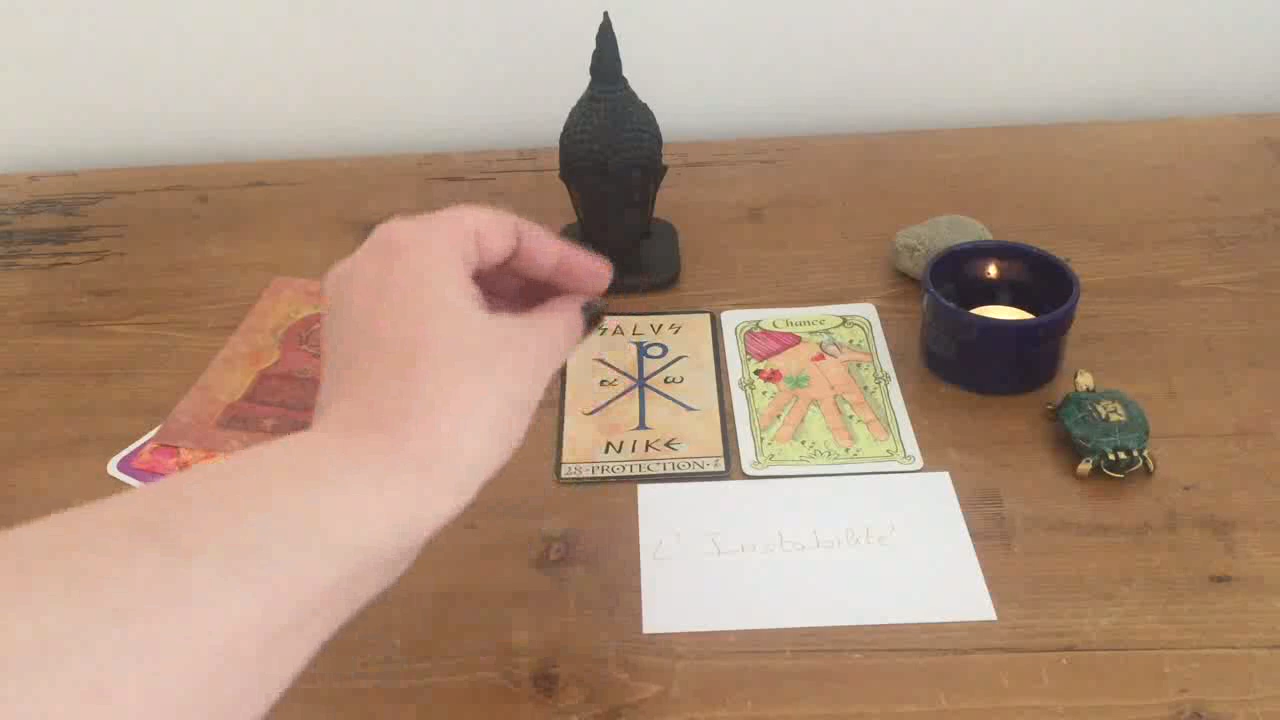 SALVS
α ω
NIKE
28·PROTECTION·
Chance
L'Instabilité